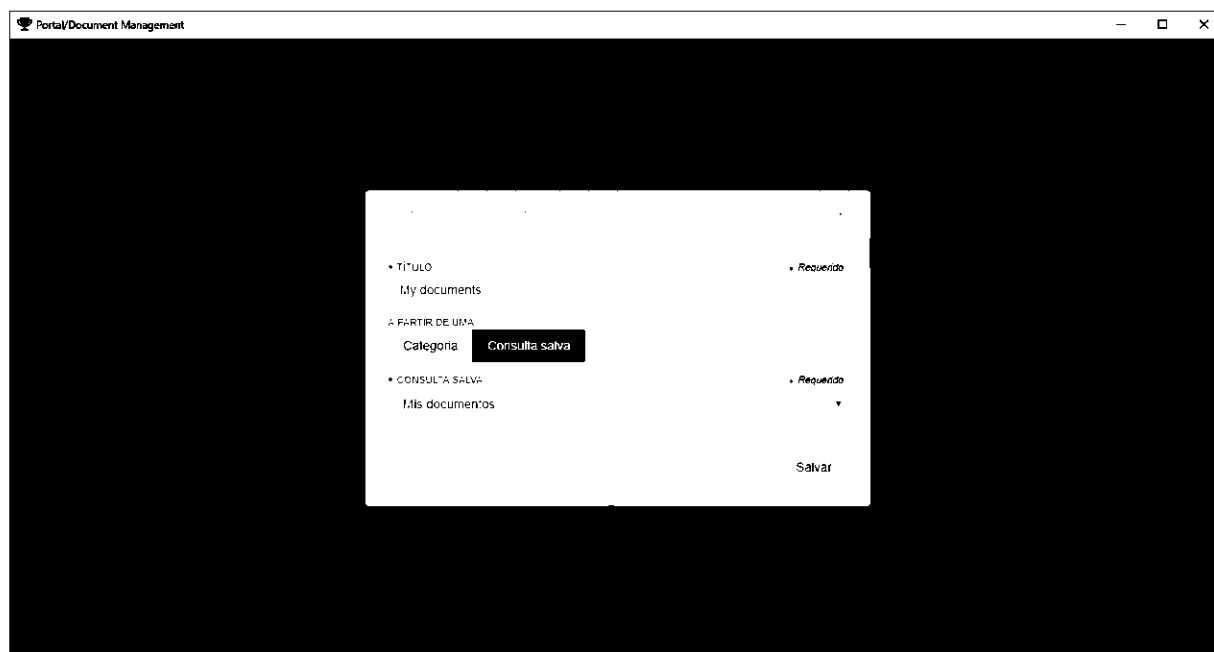 Portal/Document Management
• TÍTULO
• Requerido
My documents
A PARTIR DE UMA
Categoria Consulta salva
• CONSULTA SALVA
• Requerido
Mis documentos
Salvar